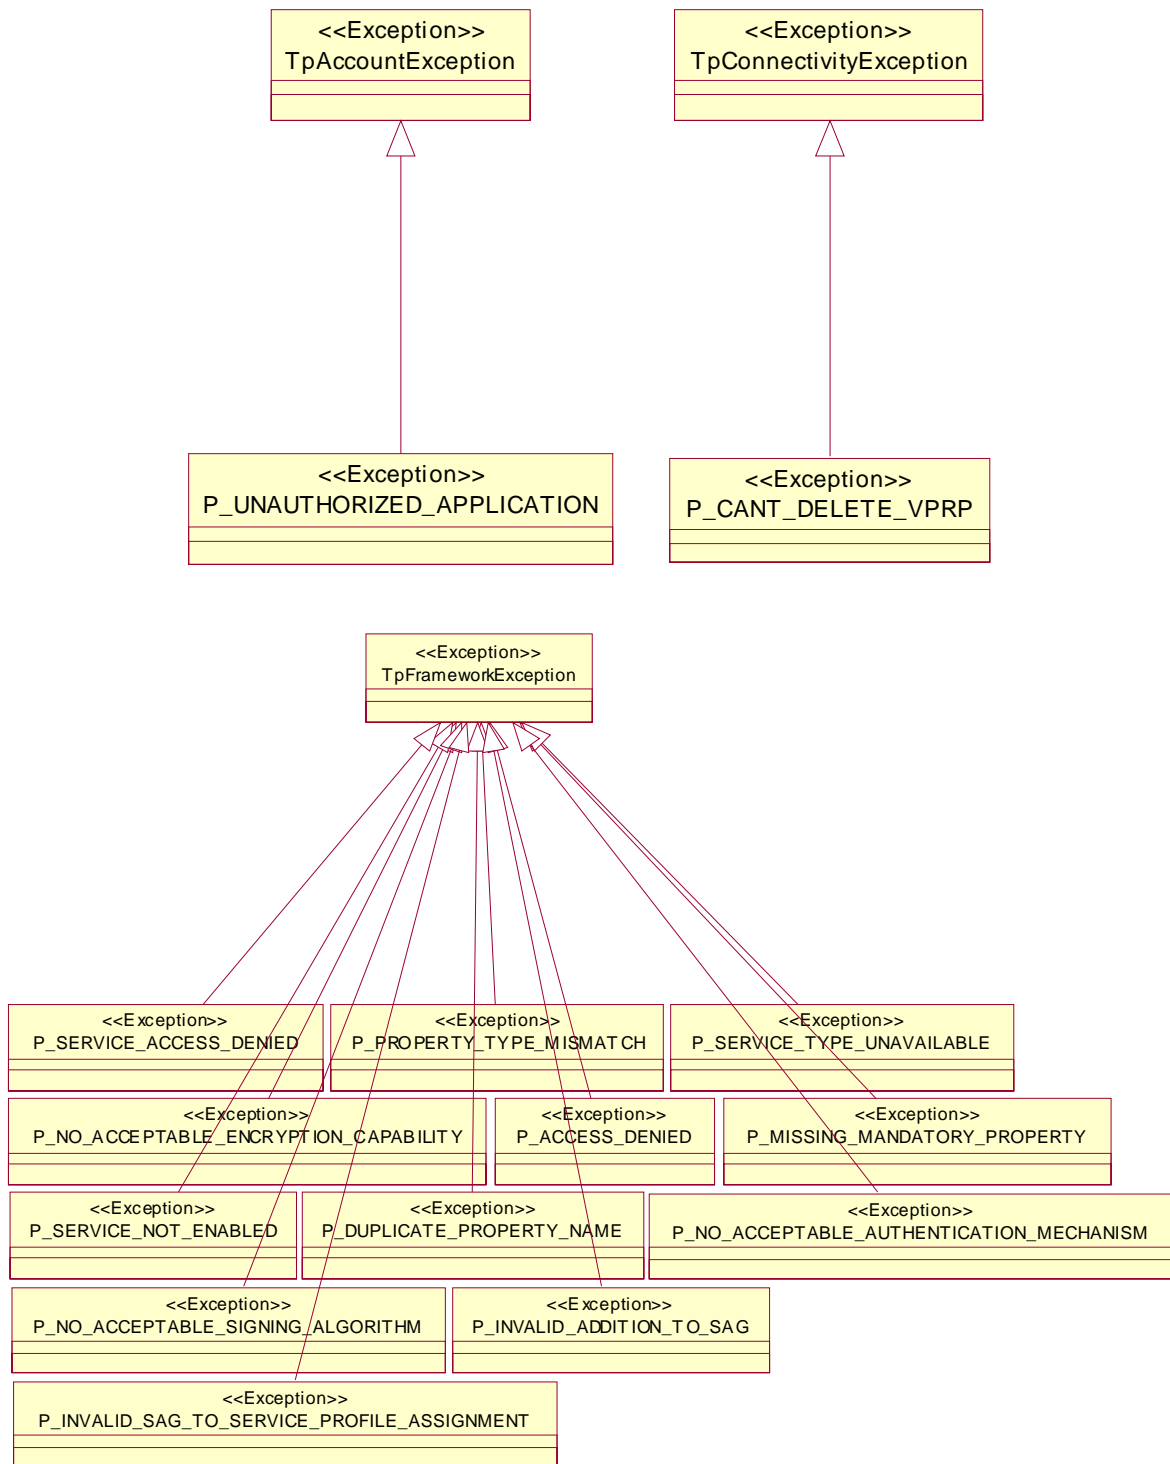 <<Exception>>
TpAccountException
<<Exception>>
TpConnectivityException
<<Exception>>
P_UNAUTHORIZED_APPLICATION
<<Exception>>
P_CANT_DELETE_VPRP
<<Exception>>
TpFrameworkException
<<Exception>>
P_SERVICE_ACCESS_DENIED
<<Exception>>
P_PROPERTY_TYPE_MISMATCH
<<Exception>>
P_SERVICE_TYPE_UNAVAILABLE
<<Exception>>
P_NO_ACCEPTABLE_ENCRYPTION_CAPABILITY
<<Exception>>
P_ACCESS_DENIED
<<Exception>>
P_MISSING_MANDATORY_PROPERTY
<<Exception>>
P_SERVICE_NOT_ENABLED
<<Exception>>
P_DUPLICATE_PROPERTY_NAME
<<Exception>>
P_NO_ACCEPTABLE_AUTHENTICATION_MECHANISM
<<Exception>>
P_NO_ACCEPTABLE_SIGNING_ALGORITHM
<<Exception>>
P_INVALID_ADDITION_TO_SAG
<<Exception>>
P_INVALID_SAG_TO_SERVICE_PROFILE_ASSIGNMENT